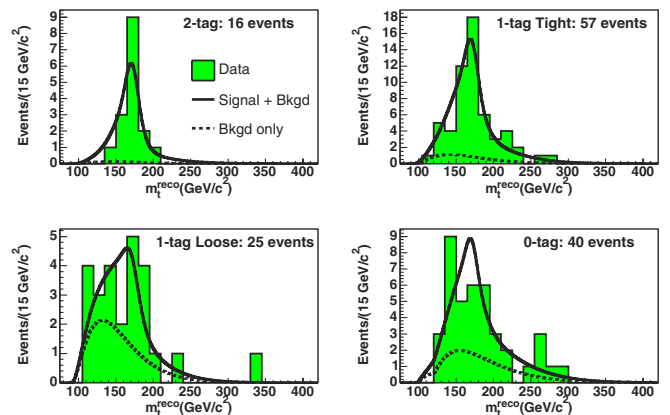 2-tag: 16 events
Events/(15 GeV/c²)
9
8
7
6
5
4
3
2
1
0
Data
Signal + Bkgd
Bkgd only
100 150 200 250 300 350 400
m_t^reco(GeV/c²)
1-tag Tight: 57 events
Events/(15 GeV/c²)
18
16
14
12
10
8
6
4
2
0
100 150 200 250 300 350 400
m_t^reco(GeV/c²)
1-tag Loose: 25 events
Events/(15 GeV/c²)
5
4
3
2
1
0
100 150 200 250 300 350 400
m_t^reco(GeV/c²)
0-tag: 40 events
Events/(15 GeV/c²)
9
8
7
6
5
4
3
2
1
0
100 150 200 250 300 350 400
m_t^reco(GeV/c²)